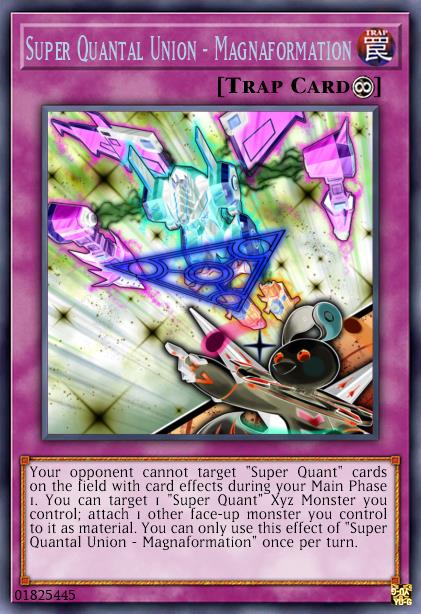 Super Quantal Union - Magnaformation
TRAP
罠
[Trap Card]
Your opponent cannot target "Super Quant" cards
on the field with card effects during your Main Phase
1. You can target 1 "Super Quant" Xyz Monster you
control; attach 1 other face-up monster you control
to it as material. You can only use this effect of "Super
Quantal Union - Magnaformation" once per turn.
01825445